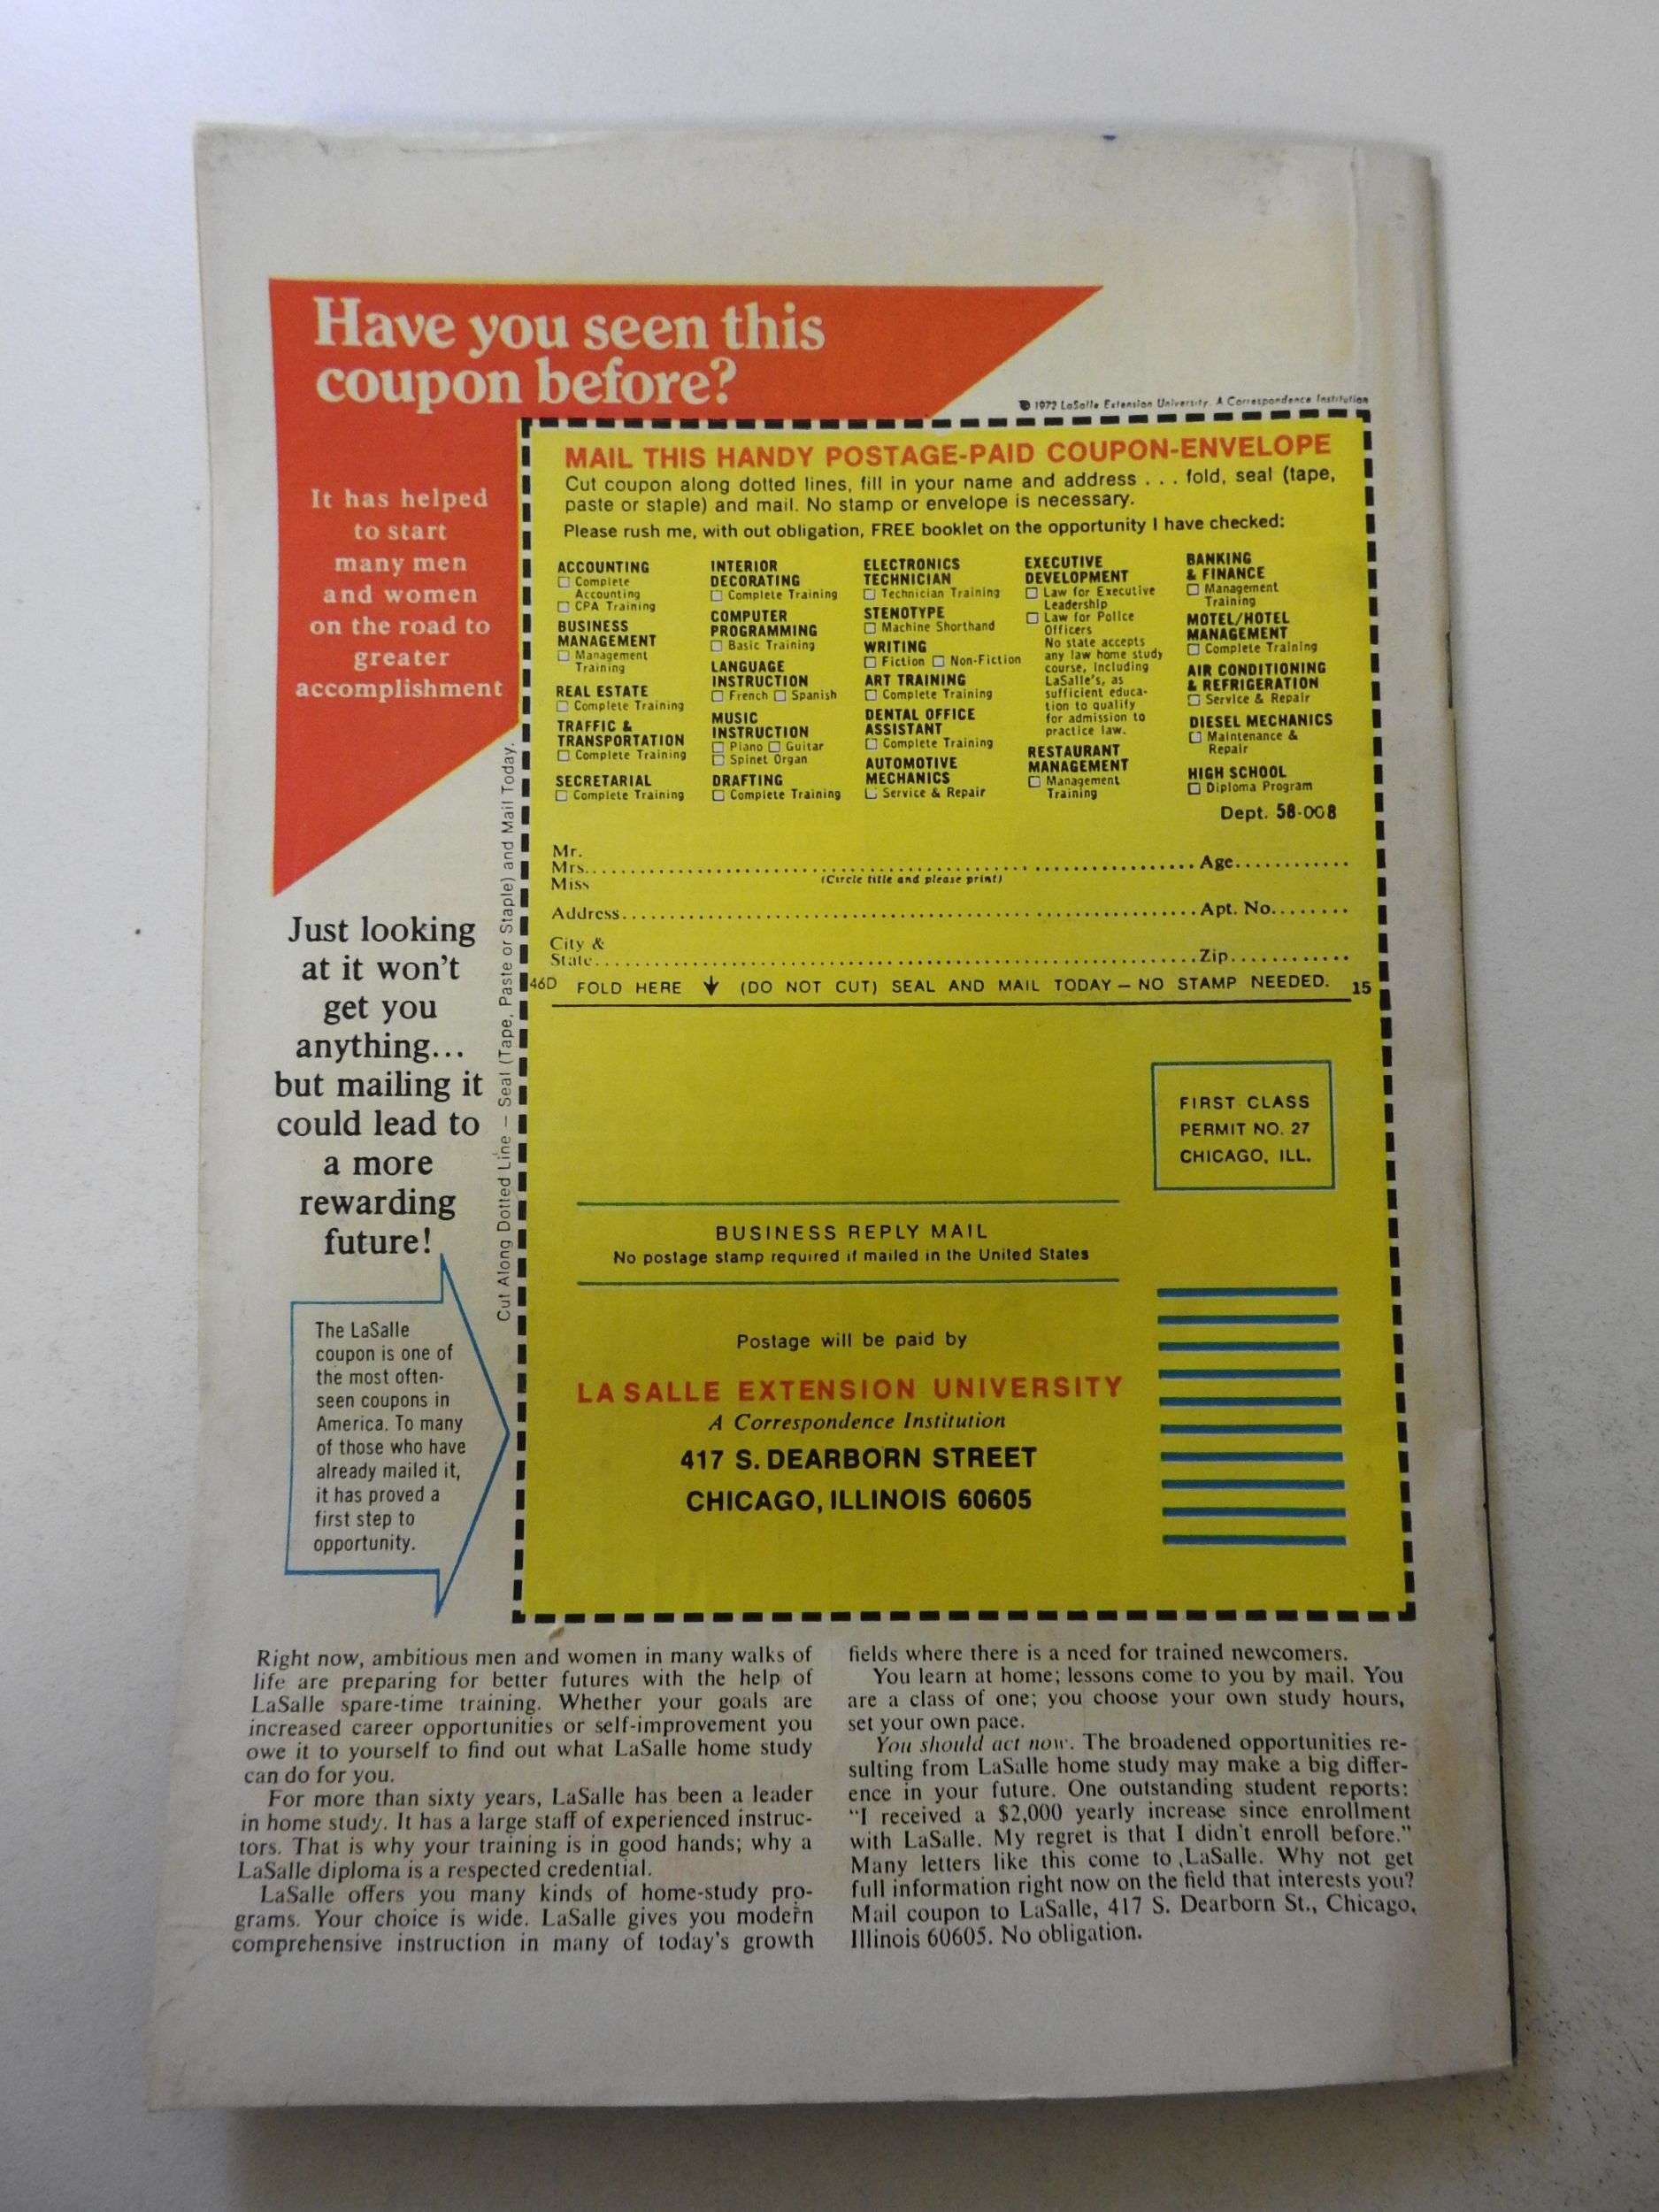 Have you seen this
coupon before?
It has helped
to start
many men
and women
on the road to
greater
accomplishment
Just looking
at it won't
get you
anything...
but mailing it
could lead to
a more
rewarding
future!
The LaSalle
coupon is one of
the most often-
seen coupons in
America. To many
of those who have
already mailed it,
it has proved a
first step to
opportunity.
Cut Along Dotted Line – Seal (Tape, Paste or Staple) and Mail Today.
© 1972 LaSalle Extension University. A Correspondence Institution
MAIL THIS HANDY POSTAGE-PAID COUPON-ENVELOPE
Cut coupon along dotted lines, fill in your name and address . . . fold, seal (tape,
paste or staple) and mail. No stamp or envelope is necessary.
Please rush me, with out obligation, FREE booklet on the opportunity I have checked:
ACCOUNTING
☐ Complete
Accounting
☐ CPA Training
BUSINESS
MANAGEMENT
☐ Management
Training
REAL ESTATE
☐ Complete Training
TRAFFIC &
TRANSPORTATION
☐ Complete Training
SECRETARIAL
☐ Complete Training
INTERIOR
DECORATING
☐ Complete Training
COMPUTER
PROGRAMMING
☐ Basic Training
LANGUAGE
INSTRUCTION
☐ French ☐ Spanish
MUSIC
INSTRUCTION
☐ Piano ☐ Guitar
☐ Spinet Organ
DRAFTING
☐ Complete Training
ELECTRONICS
TECHNICIAN
☐ Technician Training
STENOTYPE
☐ Machine Shorthand
WRITING
☐ Fiction ☐ Non-Fiction
ART TRAINING
☐ Complete Training
DENTAL OFFICE
ASSISTANT
☐ Complete Training
AUTOMOTIVE
MECHANICS
☐ Service & Repair
EXECUTIVE
DEVELOPMENT
☐ Law for Executive
Leadership
☐ Law for Police
Officers
No state accepts
any law home study
course, including
LaSalle's, as
sufficient educa-
tion to qualify
for admission to
practice law.
RESTAURANT
MANAGEMENT
☐ Management
Training
BANKING
& FINANCE
☐ Management
Training
MOTEL/HOTEL
MANAGEMENT
☐ Complete Training
AIR CONDITIONING
& REFRIGERATION
☐ Service & Repair
DIESEL MECHANICS
☐ Maintenance &
Repair
HIGH SCHOOL
☐ Diploma Program
Dept. 58-008
Mr.
Mrs. Age
Miss (Circle title and please print)
Address Apt. No.
City &
State Zip
46D FOLD HERE ↓ (DO NOT CUT) SEAL AND MAIL TODAY – NO STAMP NEEDED. 15
FIRST CLASS
PERMIT NO. 27
CHICAGO, ILL.
BUSINESS REPLY MAIL
No postage stamp required if mailed in the United States
Postage will be paid by
LA SALLE EXTENSION UNIVERSITY
A Correspondence Institution
417 S. DEARBORN STREET
CHICAGO, ILLINOIS 60605
Right now, ambitious men and women in many walks of
life are preparing for better futures with the help of
LaSalle spare-time training. Whether your goals are
increased career opportunities or self-improvement you
owe it to yourself to find out what LaSalle home study
can do for you.
For more than sixty years, LaSalle has been a leader
in home study. It has a large staff of experienced instruc-
tors. That is why your training is in good hands; why a
LaSalle diploma is a respected credential.
LaSalle offers you many kinds of home-study pro-
grams. Your choice is wide. LaSalle gives you modern
comprehensive instruction in many of today's growth
fields where there is a need for trained newcomers.
You learn at home; lessons come to you by mail. You
are a class of one; you choose your own study hours,
set your own pace.
You should act now. The broadened opportunities re-
sulting from LaSalle home study may make a big differ-
ence in your future. One outstanding student reports:
"I received a $2,000 yearly increase since enrollment
with LaSalle. My regret is that I didn't enroll before."
Many letters like this come to LaSalle. Why not get
full information right now on the field that interests you?
Mail coupon to LaSalle, 417 S. Dearborn St., Chicago,
Illinois 60605. No obligation.